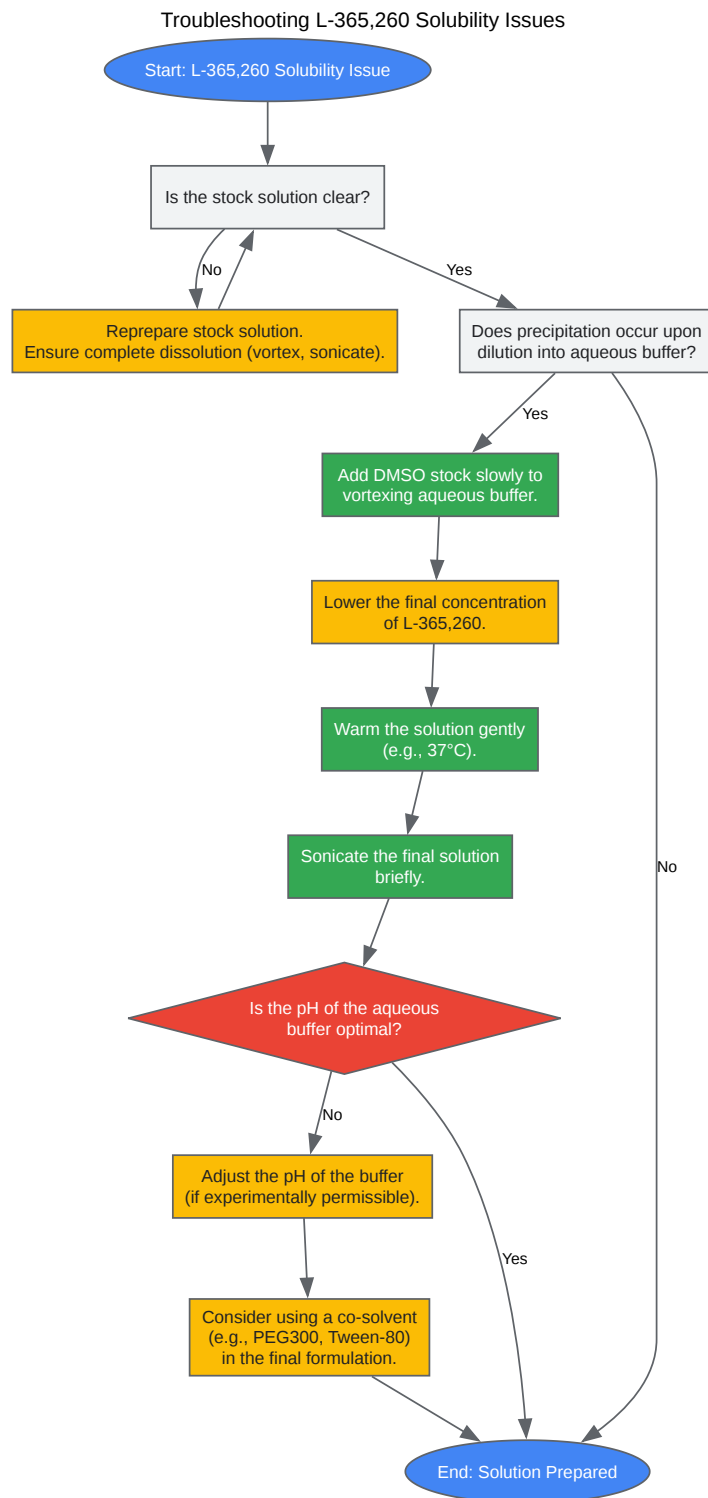 Troubleshooting L-365,260 Solubility Issues
Start: L-365,260 Solubility Issue
Is the stock solution clear?
No
Yes
Reprepare stock solution.
Ensure complete dissolution (vortex, sonicate).
Does precipitation occur upon
dilution into aqueous buffer?
Yes
Add DMSO stock slowly to
vortexing aqueous buffer.
Lower the final concentration
of L-365,260.
Warm the solution gently
(e.g., 37°C).
Sonicate the final solution
briefly.
No
Is the pH of the aqueous
buffer optimal?
No
Adjust the pH of the buffer
(if experimentally permissible).
Yes
Consider using a co-solvent
(e.g., PEG300, Tween-80)
in the final formulation.
End: Solution Prepared